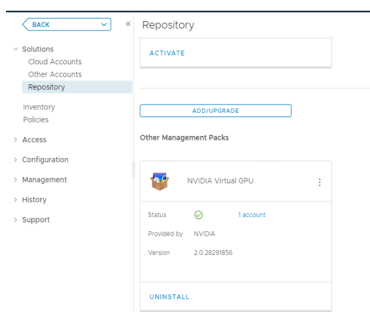 BACK
Repository
Solutions
Cloud Accounts
Other Accounts
Repository
Inventory
Policies
Access
Configuration
Management
History
Support
ACTIVATE
ADD/UPGRADE
Other Management Packs
NVIDIA Virtual GPU
Status 1 account
Provided by NVIDIA
Version 2.0.28291856
UNINSTALL